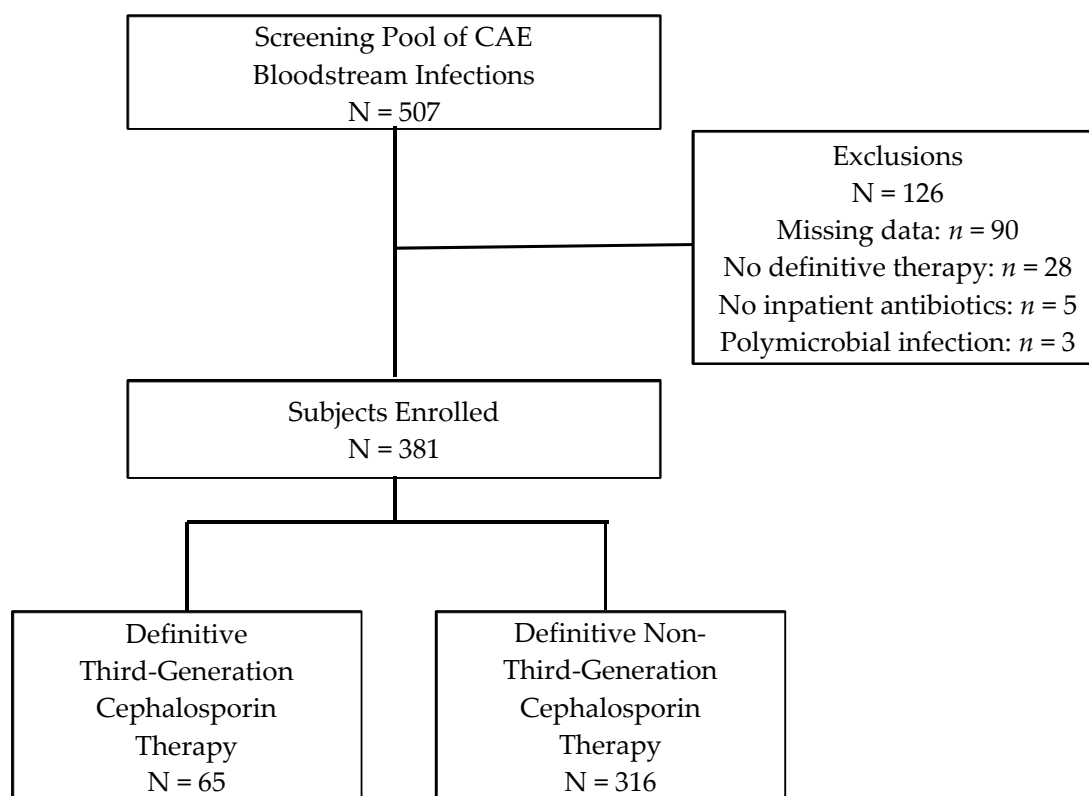 Screening Pool of CAE
Bloodstream Infections
N = 507
Exclusions
N = 126
Missing data: n = 90
No definitive therapy: n = 28
No inpatient antibiotics: n = 5
Polymicrobial infection: n = 3
Subjects Enrolled
N = 381
Definitive
Third-Generation
Cephalosporin
Therapy
N = 65
Definitive Non-
Third-Generation
Cephalosporin
Therapy
N = 316